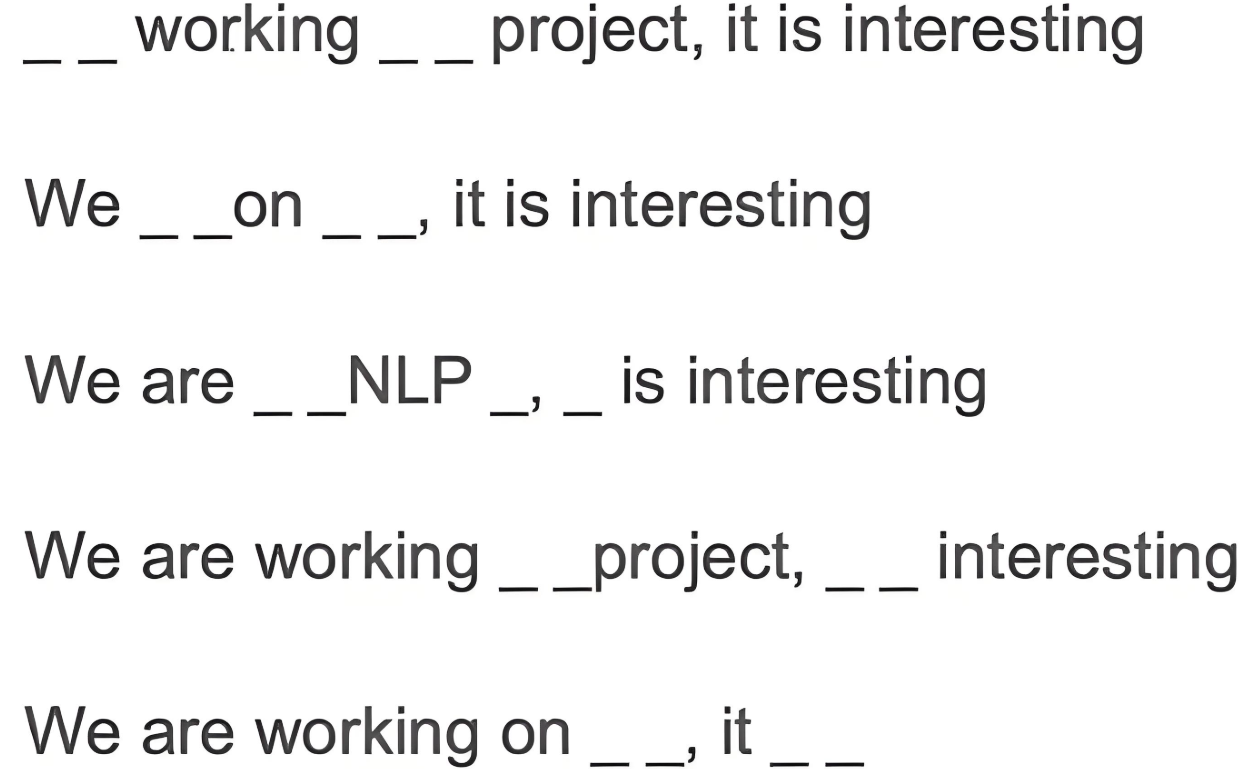 _ _ working _ _ project, it is interesting
We _ _on _ _, it is interesting
We are _ _NLP _, _ is interesting
We are working _ _project, _ _ interesting
We are working on _ _, it _ _